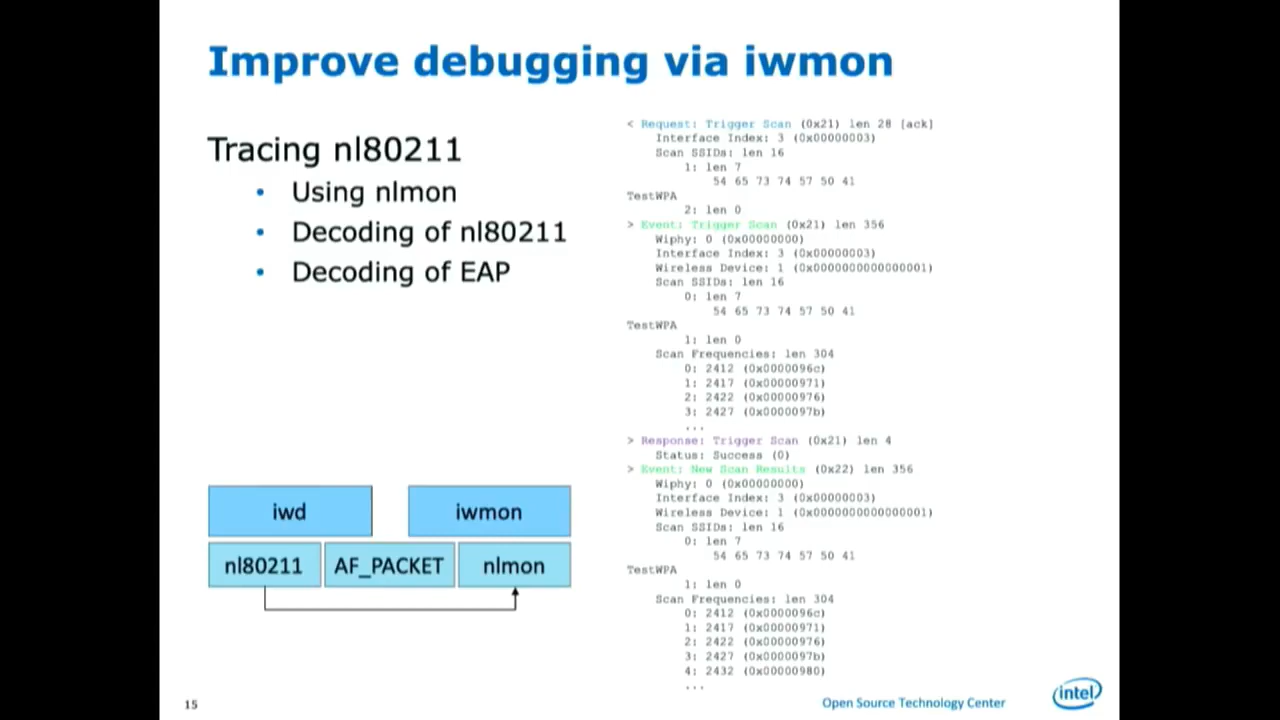 Improve debugging via iwmon
Tracing nl80211
• Using nlmon
• Decoding of nl80211
• Decoding of EAP
< Request: Trigger Scan (0x21) len 28 [ack]
Interface Index: 3 (0x00000003)
Scan SSIDs: len 16
1: len 7
54 65 73 74 57 50 41
TestWPA
2: len 0
> Event: Trigger Scan (0x21) len 356
Wiphy: 0 (0x00000000)
Interface Index: 3 (0x00000003)
Wireless Device: 1 (0x0000000000000001)
Scan SSIDs: len 16
0: len 7
54 65 73 74 57 50 41
TestWPA
1: len 0
Scan Frequencies: len 304
0: 2412 (0x0000096c)
1: 2417 (0x00000971)
2: 2422 (0x00000976)
3: 2427 (0x0000097b)
...
> Response: Trigger Scan (0x21) len 4
Status: Success (0)
> Event: New Scan Results (0x22) len 356
Wiphy: 0 (0x00000000)
Interface Index: 3 (0x00000003)
Wireless Device: 1 (0x0000000000000001)
Scan SSIDs: len 16
0: len 7
54 65 73 74 57 50 41
TestWPA
1: len 0
Scan Frequencies: len 304
0: 2412 (0x0000096c)
1: 2417 (0x00000971)
2: 2422 (0x00000976)
3: 2427 (0x0000097b)
4: 2432 (0x00000980)
...
iwd
iwmon
nl80211
AF_PACKET
nlmon
15
Open Source Technology Center
intel